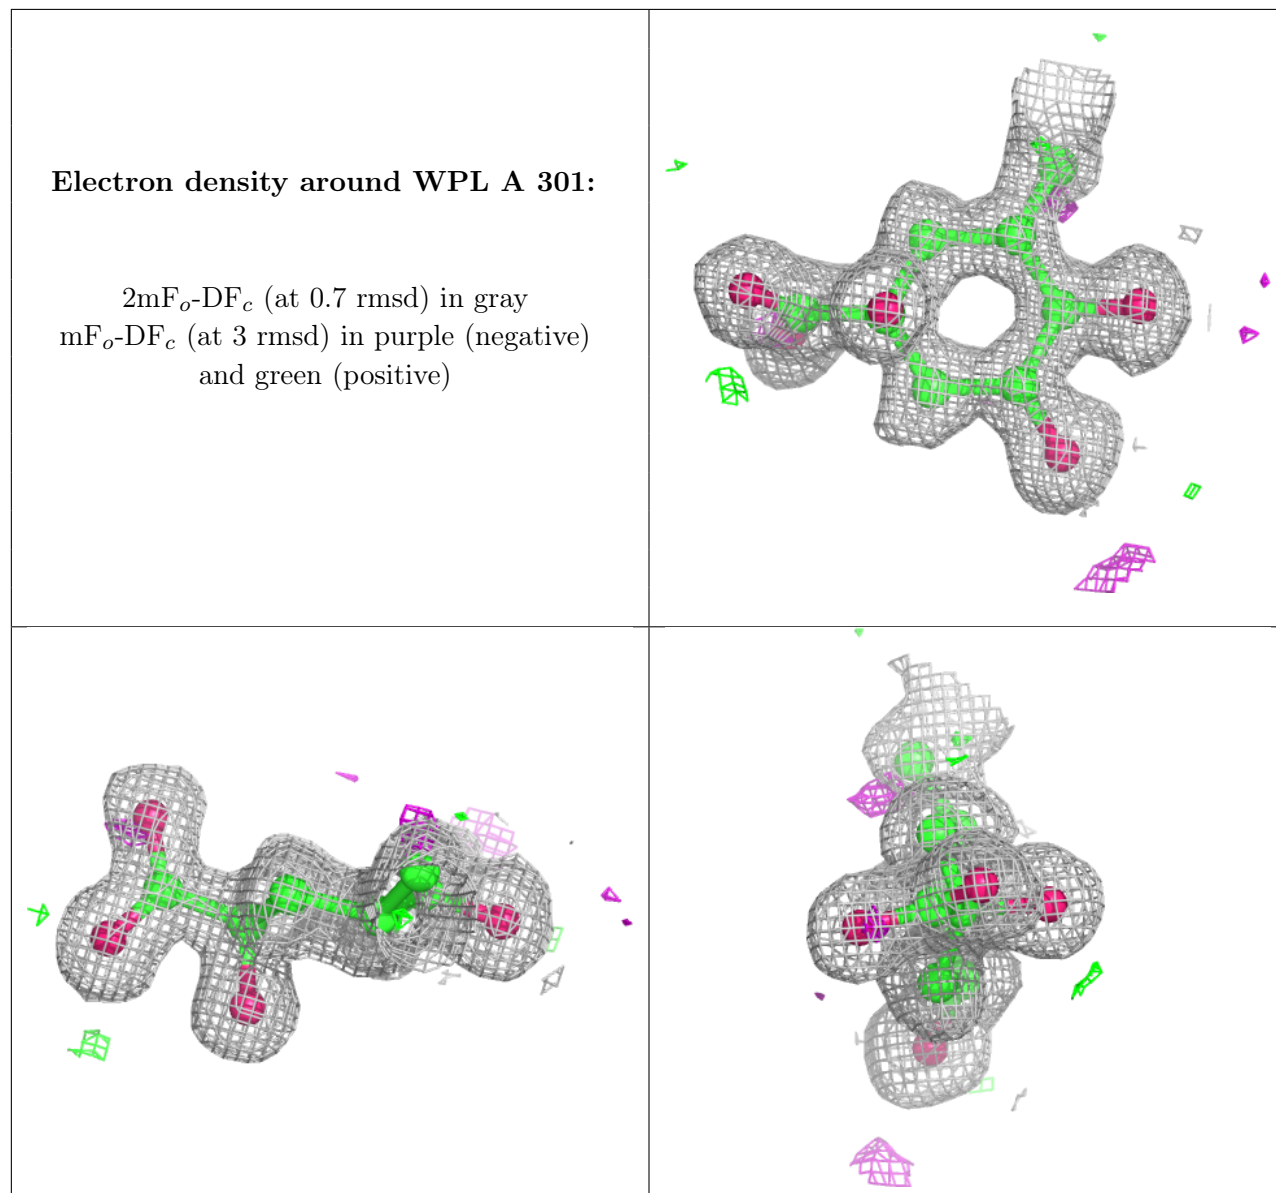 Electron density around WPL A 301:
2mFo-DFc (at 0.7 rmsd) in gray
mFo-DFc (at 3 rmsd) in purple (negative)
and green (positive)